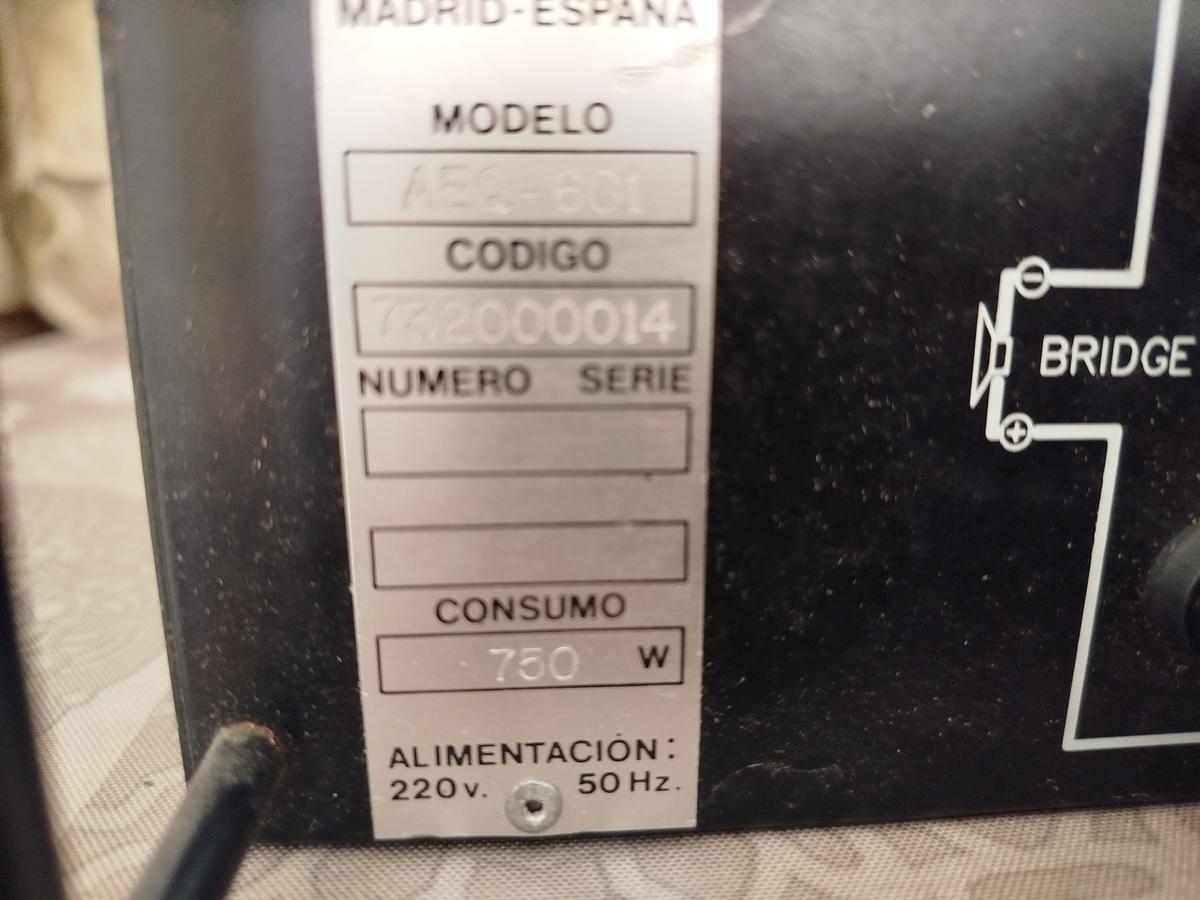 MADRID-ESPAÑA
MODELO
AEQ-601
CODIGO
732000014
NUMERO SERIE
CONSUMO
750 W
ALIMENTACIÓN:
220v. 50Hz.
BRIDGE